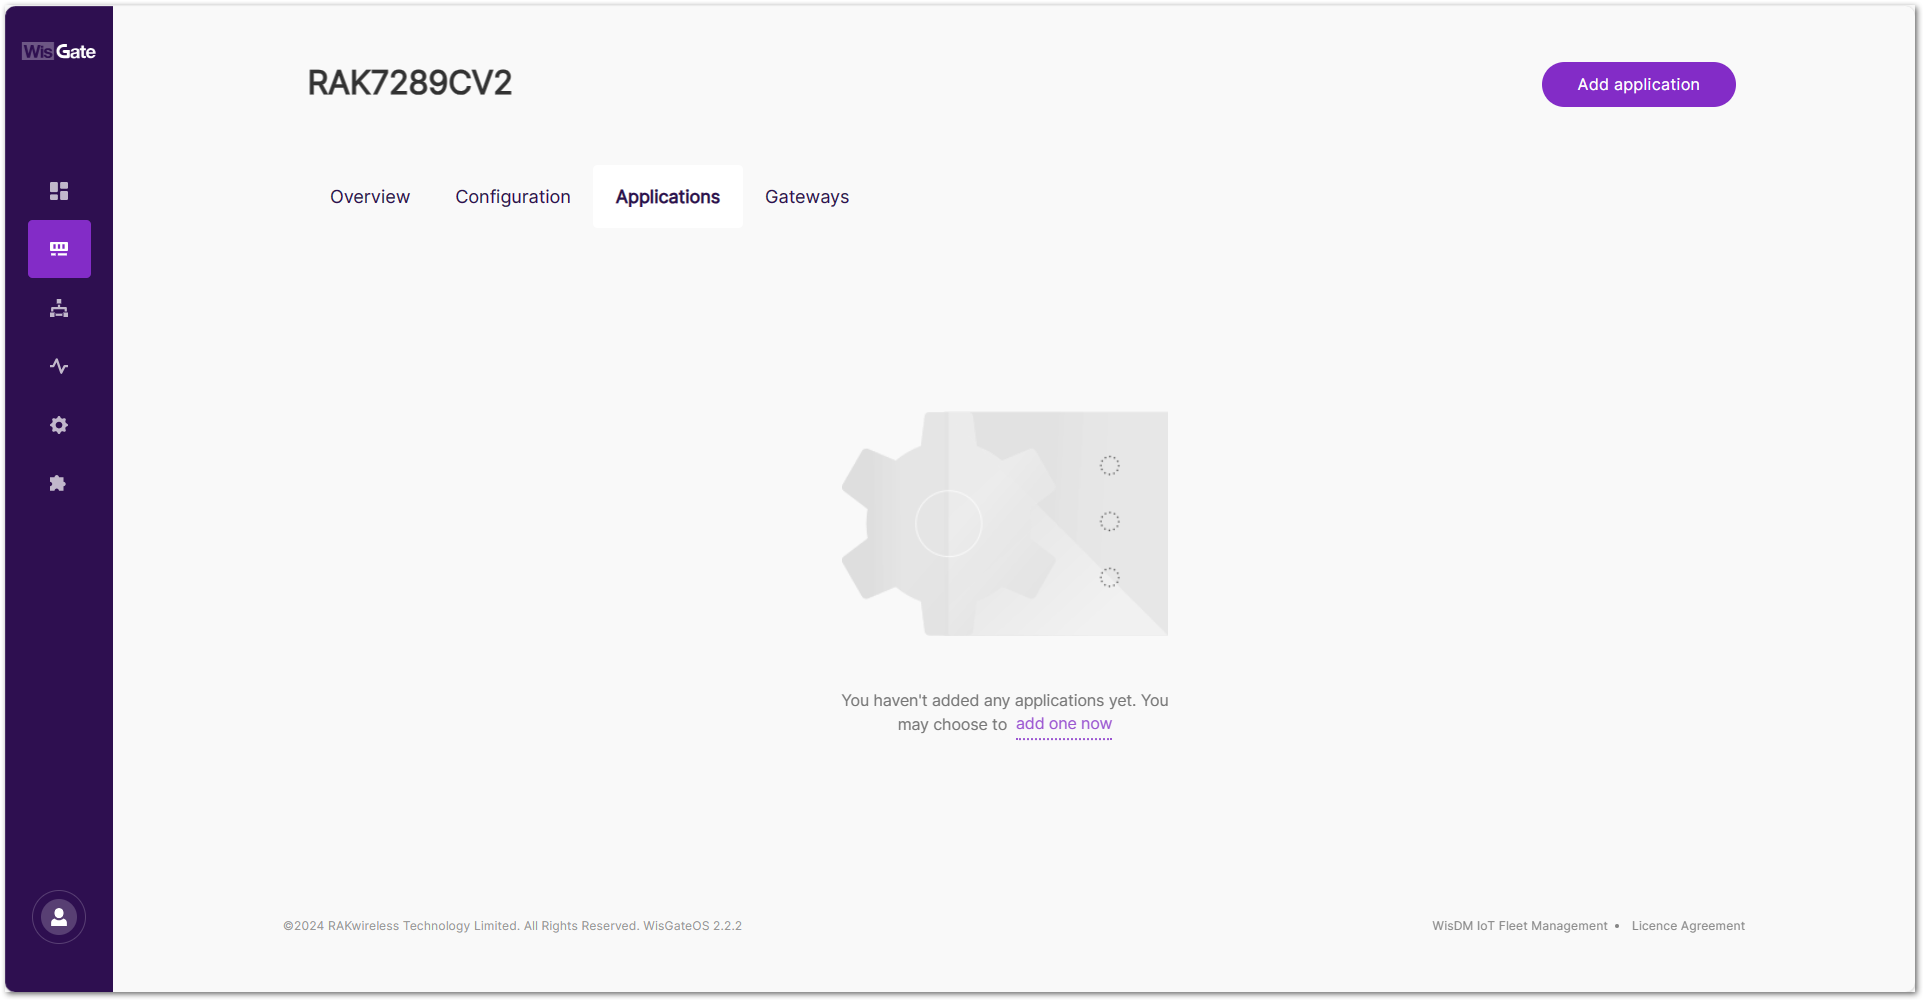 WisGate
RAK7289CV2
Add application
Overview
Configuration
Applications
Gateways
You haven't added any applications yet. You
may choose to add one now
©2024 RAKwireless Technology Limited. All Rights Reserved. WisGateOS 2.2.2
WisDM IoT Fleet Management • Licence Agreement